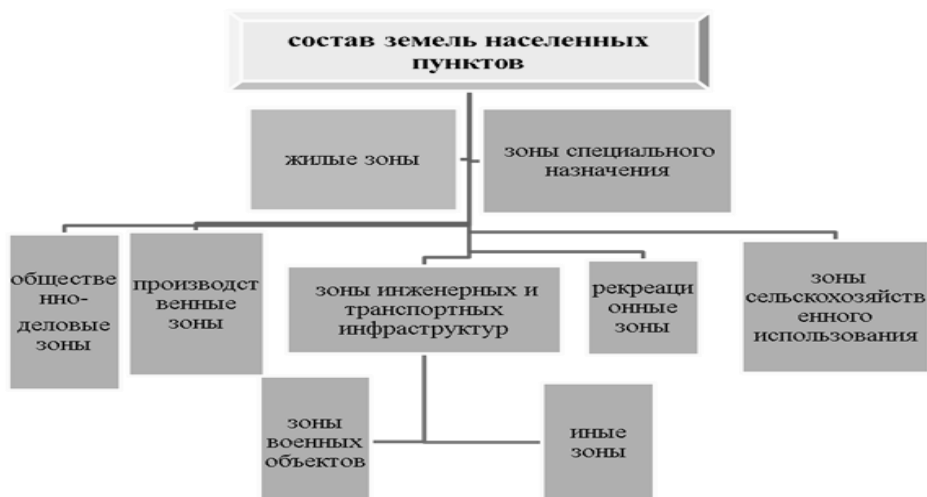 состав земель населенных
пунктов
жилые зоны
зоны специального
назначения
обществе
нно-
деловые
зоны
производст
венные
зоны
зоны инженерных и
транспортных
инфраструктур
рекреаци
онные
зоны
зоны
сельскохозяйств
енного
использования
зоны
военных
объектов
иные
зоны